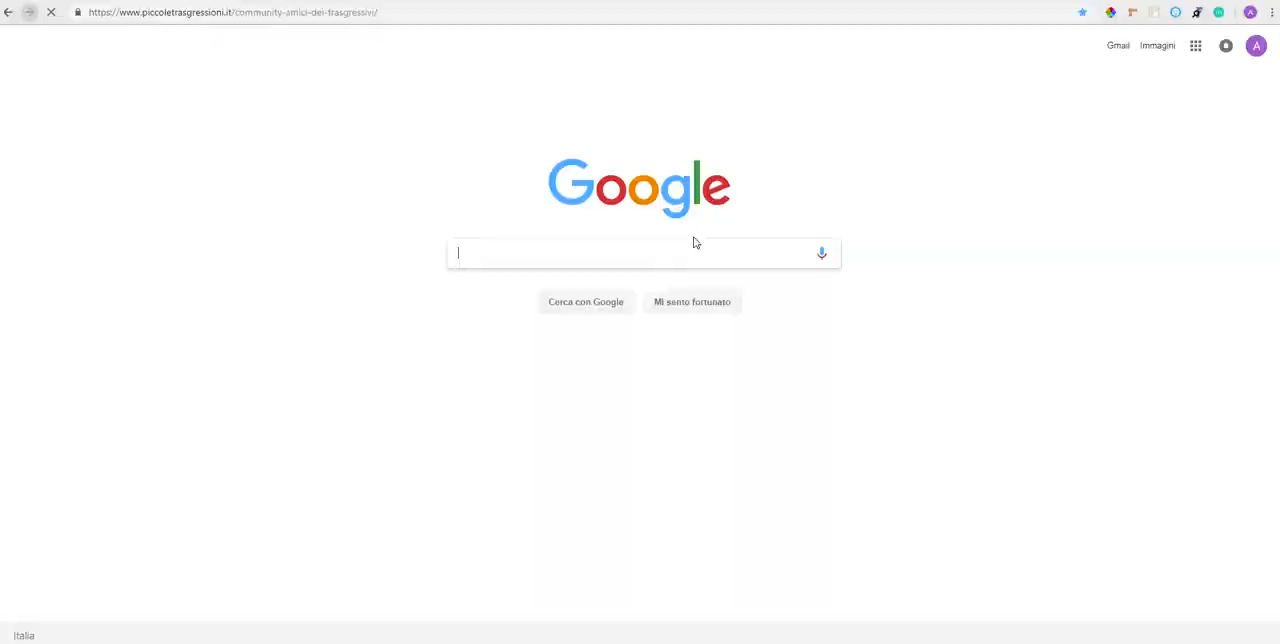 https://www.piccoletrasgressioni.it/community-amici-dei-trasgressivi/
A
Gmail Immagini A
Google
Cerca con Google Mi sento fortunato
Italia